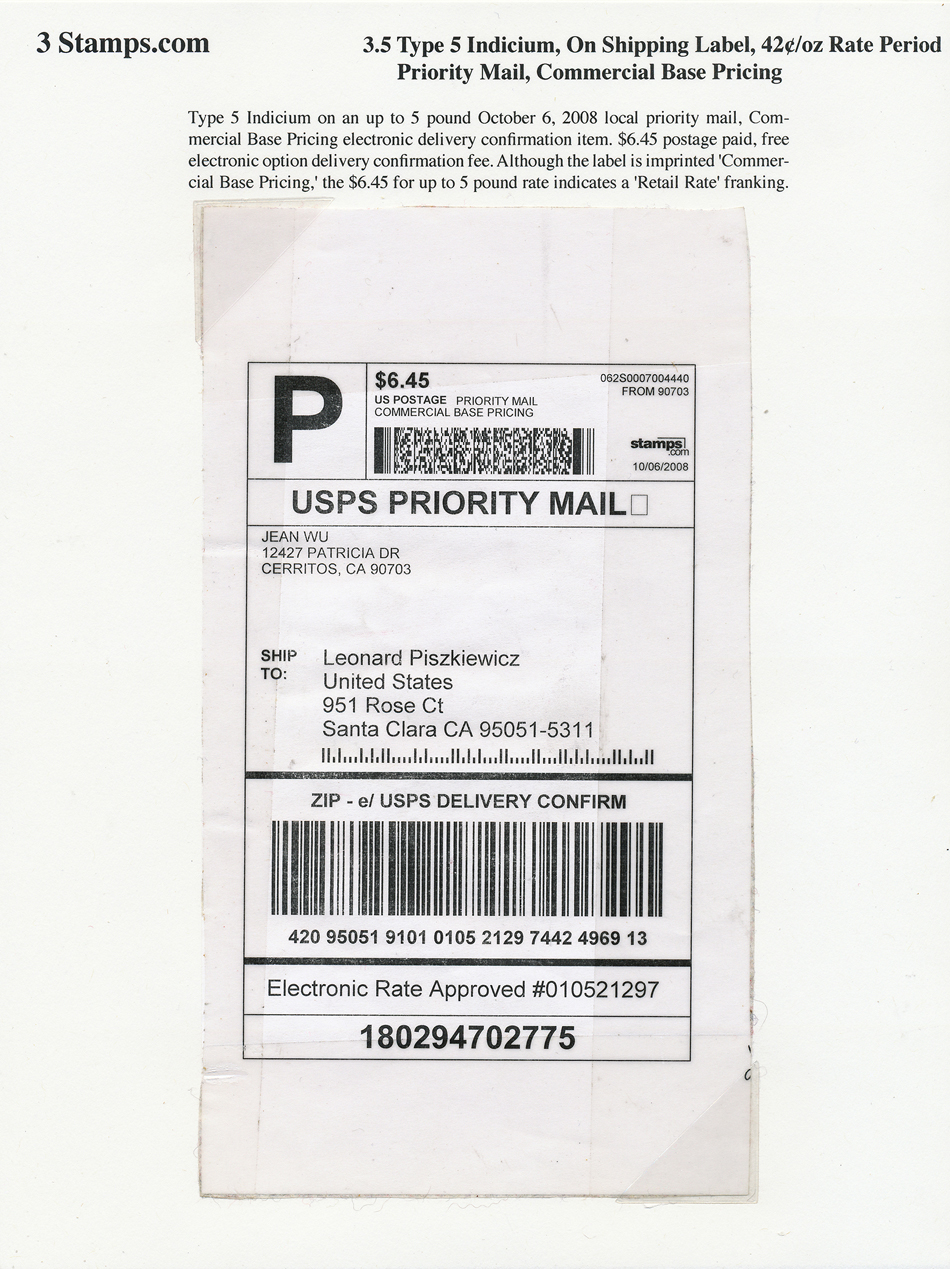 3 Stamps.com
3.5 Type 5 Indicium, On Shipping Label, 42¢/oz Rate Period
Priority Mail, Commercial Base Pricing
Type 5 Indicium on an up to 5 pound October 6, 2008 local priority mail, Com-
mercial Base Pricing electronic delivery confirmation item. $6.45 postage paid, free
electronic option delivery confirmation fee. Although the label is imprinted 'Commer-
cial Base Pricing,' the $6.45 for up to 5 pound rate indicates a 'Retail Rate' franking.
P
$6.45
US POSTAGE PRIORITY MAIL
COMMERCIAL BASE PRICING
062S0007004440
FROM 90703
stamps
.com
10/06/2008
USPS PRIORITY MAIL
JEAN WU
12427 PATRICIA DR
CERRITOS, CA 90703
SHIP
TO:
Leonard Piszkiewicz
United States
951 Rose Ct
Santa Clara CA 95051-5311
ZIP - e/ USPS DELIVERY CONFIRM
420 95051 9101 0105 2129 7442 4969 13
Electronic Rate Approved #010521297
180294702775